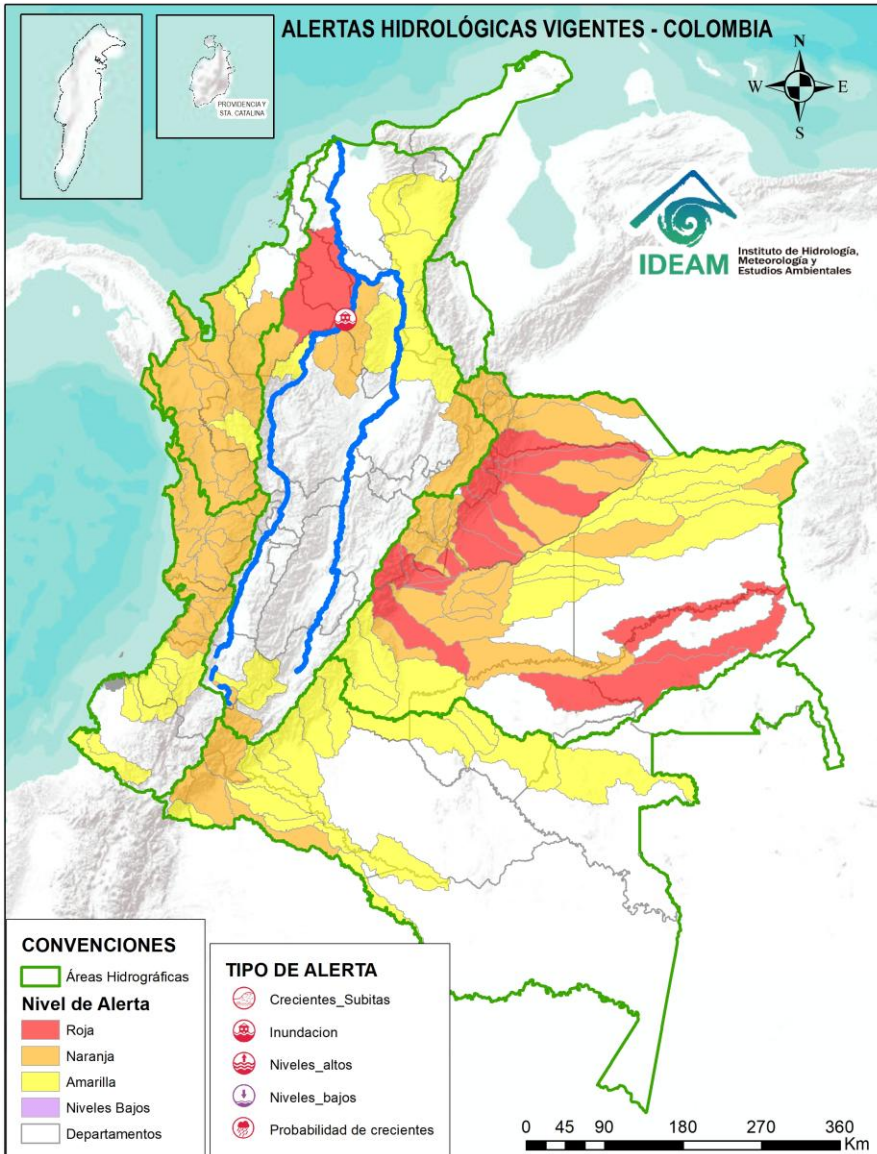 ALERTAS HIDROLÓGICAS VIGENTES - COLOMBIA
PROVIDENCIA Y
STA. CATALINA
N
W
E
S
IDEAM
Instituto de Hidrología,
Meteorología y
Estudios Ambientales
CONVENCIONES
Áreas Hidrográficas
Nivel de Alerta
Roja
Naranja
Amarilla
Niveles Bajos
Departamentos
TIPO DE ALERTA
Crecientes_Subitas
Inundacion
Niveles_altos
Niveles_bajos
Probabilidad de crecientes
0 45 90 180 270 360
Km